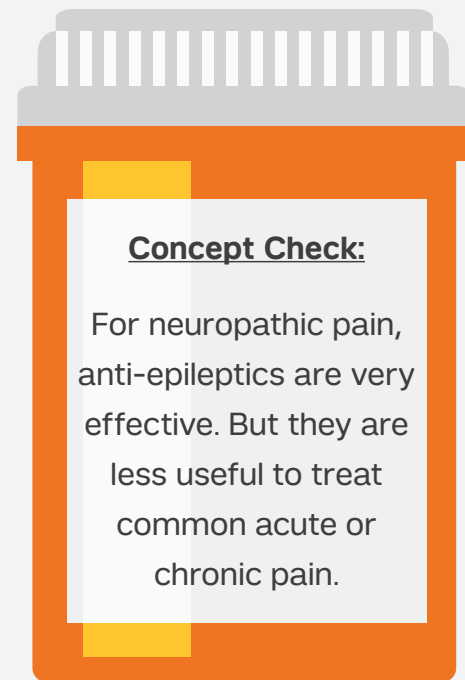 Concept Check:
For neuropathic pain,
anti-epileptics are very
effective. But they are
less useful to treat
common acute or
chronic pain.